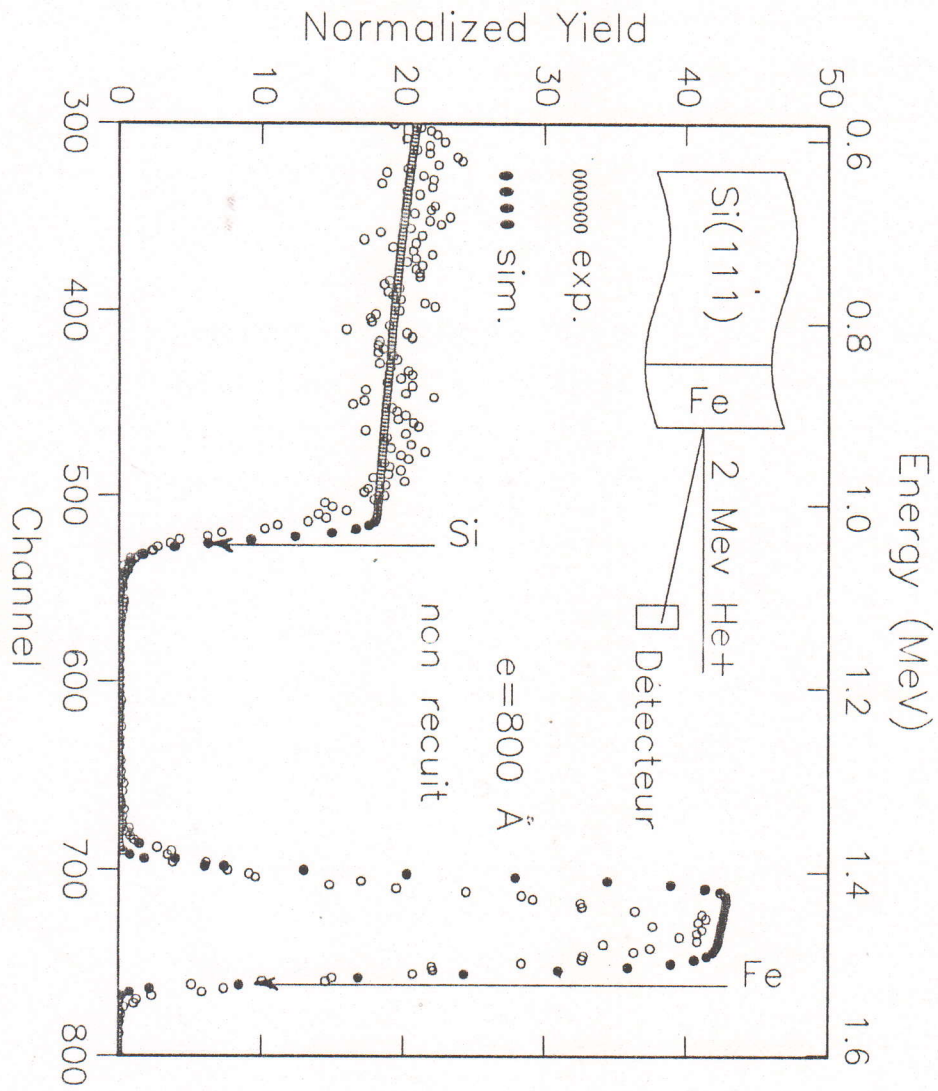 Energy (MeV)
0.6 0.8 1.0 1.2 1.4 1.6
Normalized Yield
50
40
30
20
10
0
Si(111)
Fe
2 Mev He+
Détecteur
oooooo exp.
•••• sim.
e=800 Å
non recuit
Si
Fe
300 400 500 600 700 800
Channel